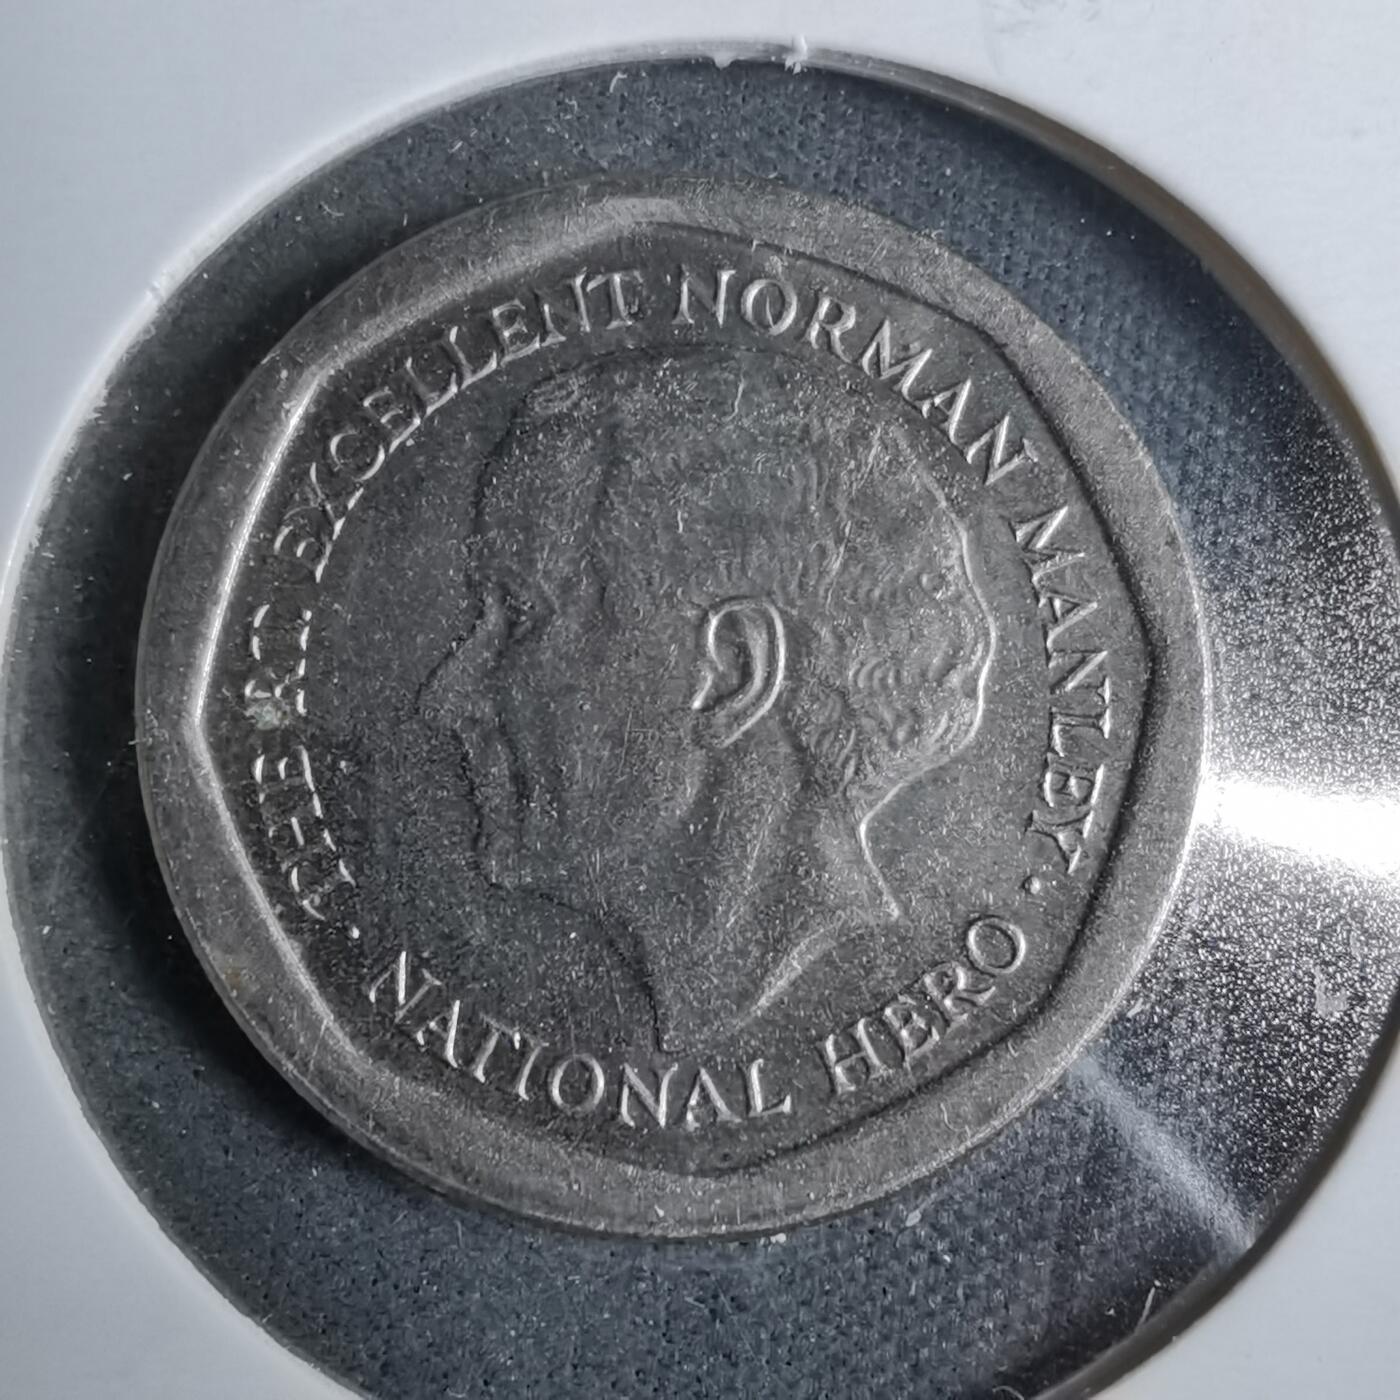 THE RT EXCELLENT NORMAN MANLEY.
. NATIONAL HERO